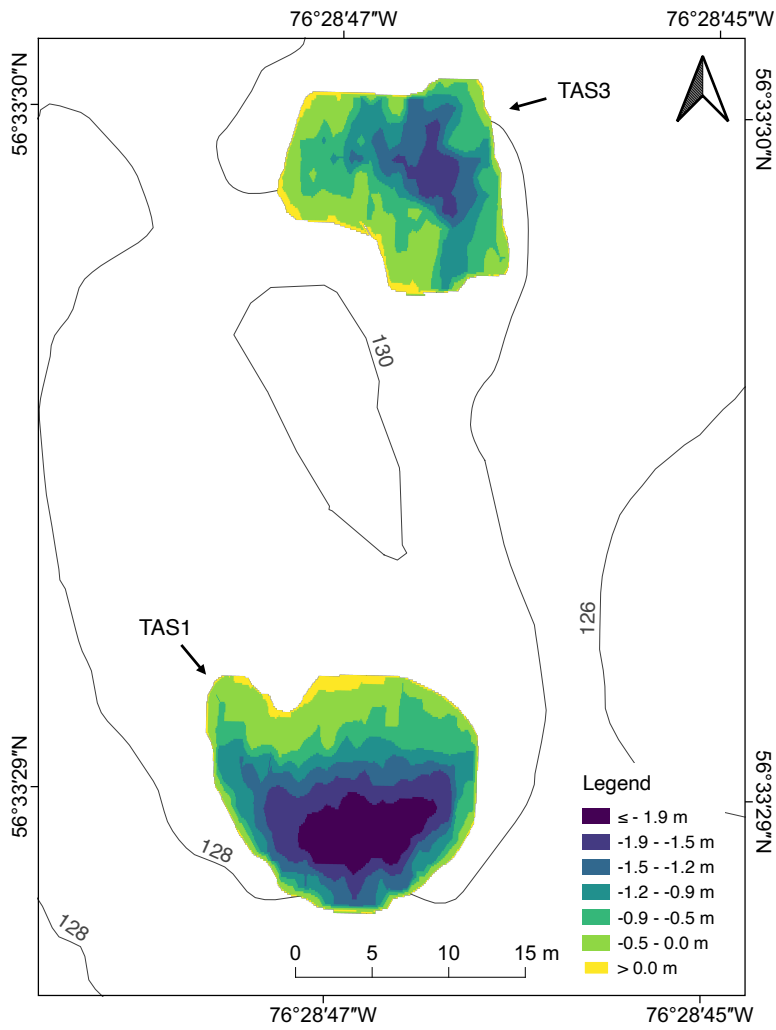 76°28′47″W
76°28′45″W
56°33′30″N
56°33′30″N
TAS3
130
126
TAS1
56°33′29″N
56°33′29″N
128
128
Legend
≤ - 1.9 m
-1.9 - -1.5 m
-1.5 - -1.2 m
-1.2 - -0.9 m
-0.9 - -0.5 m
-0.5 - 0.0 m
> 0.0 m
0 5 10 15 m
76°28′47″W
76°28′45″W